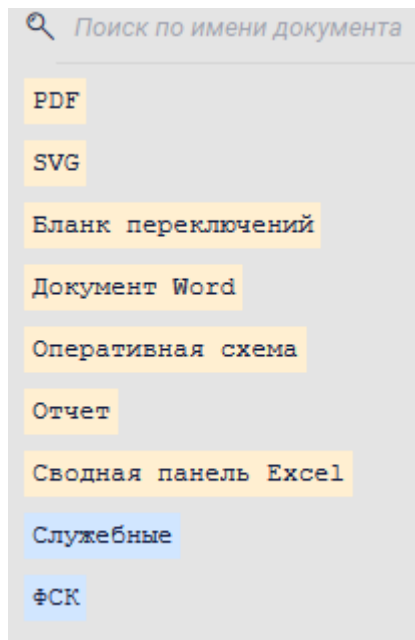 Поиск по имени документа
PDF
SVG
Бланк переключений
Документ Word
Оперативная схема
Отчет
Сводная панель Excel
Служебные
ФСК